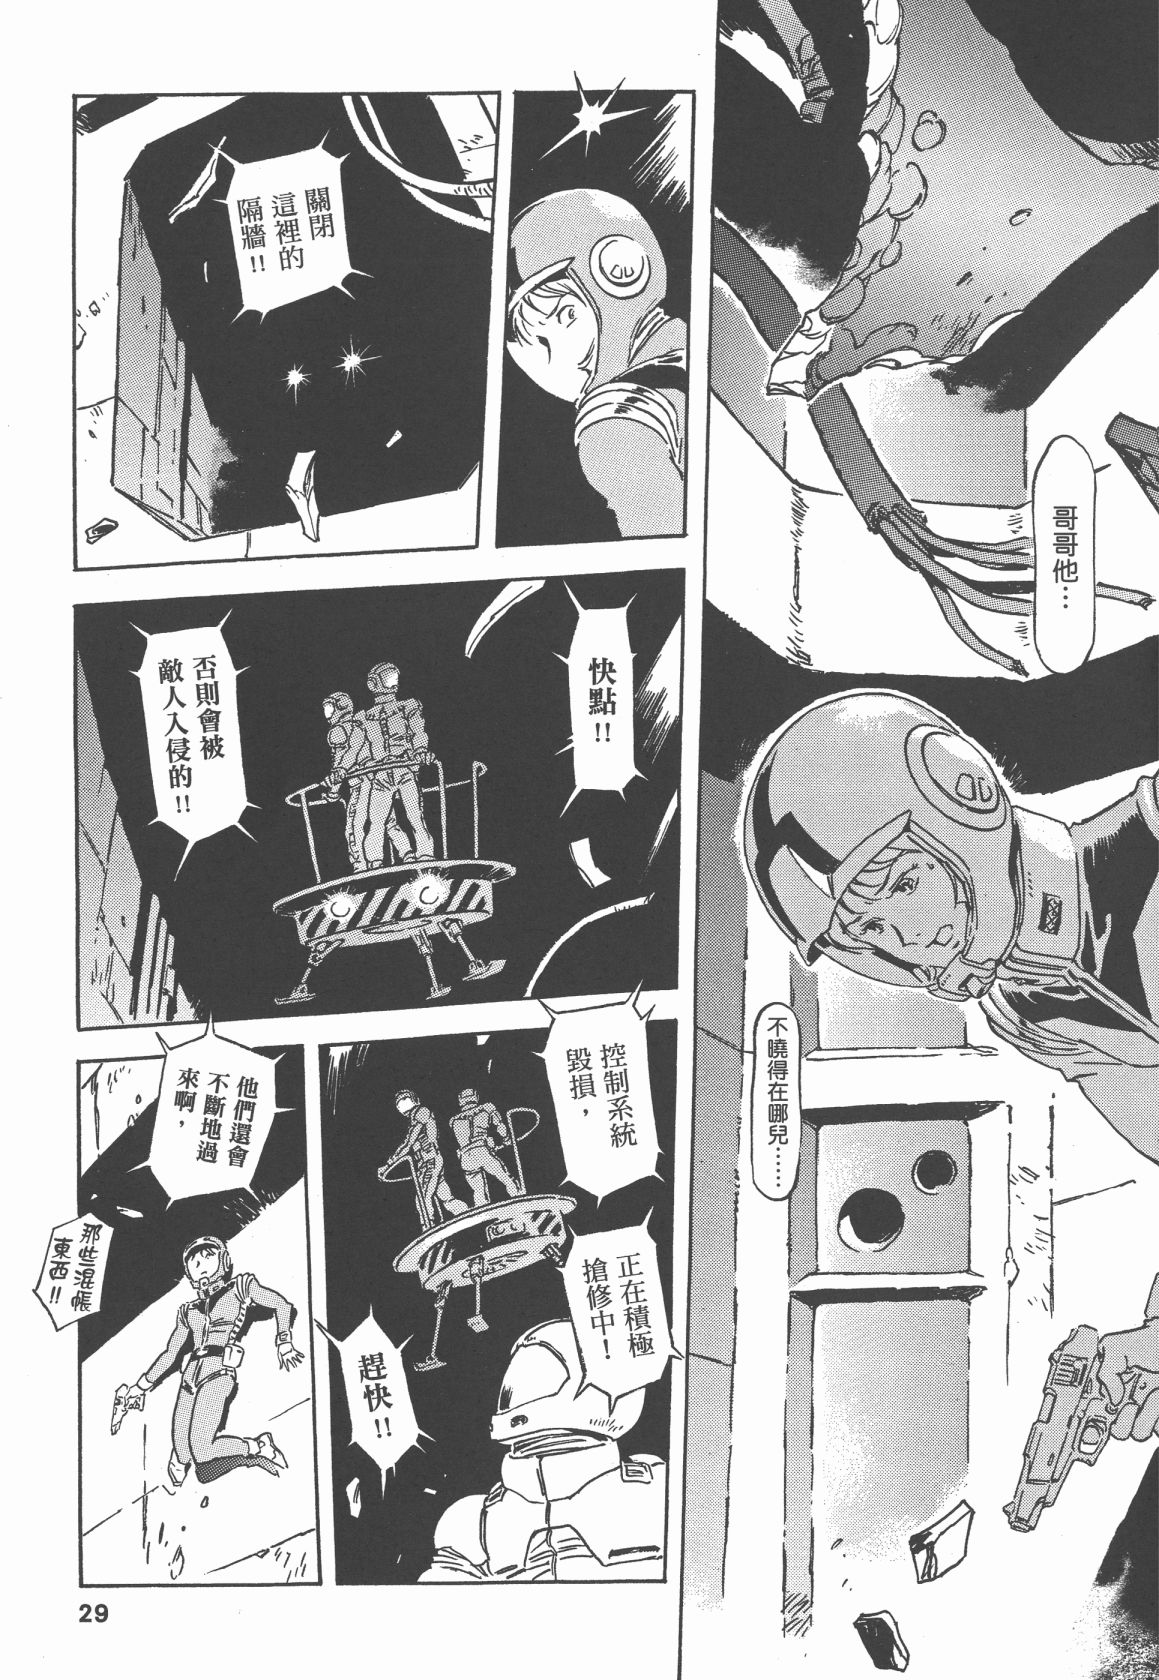 哥哥他…
不曉得在哪兒……
關閉
這裡的
隔牆!!
快點!!
否則會被
敵人入侵的!!
控制系統
毀損，
正在積極
搶修中！
趕快!!
他們還會
不斷地過
來啊，
那些混帳
東西!!
29